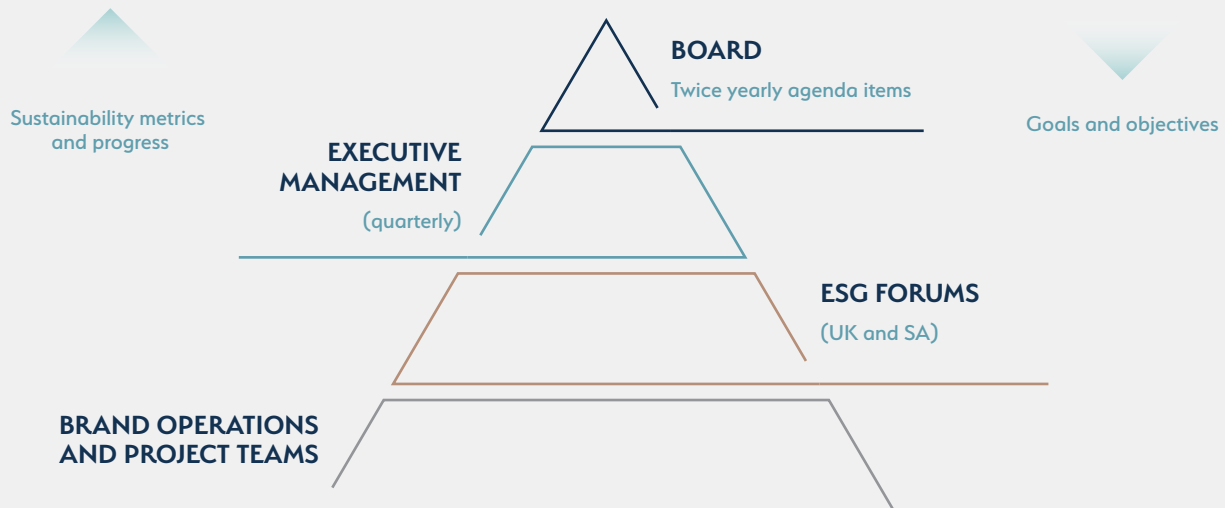 BOARD
Twice yearly agenda items
Sustainability metrics
and progress
Goals and objectives
EXECUTIVE
MANAGEMENT
(quarterly)
ESG FORUMS
(UK and SA)
BRAND OPERATIONS
AND PROJECT TEAMS